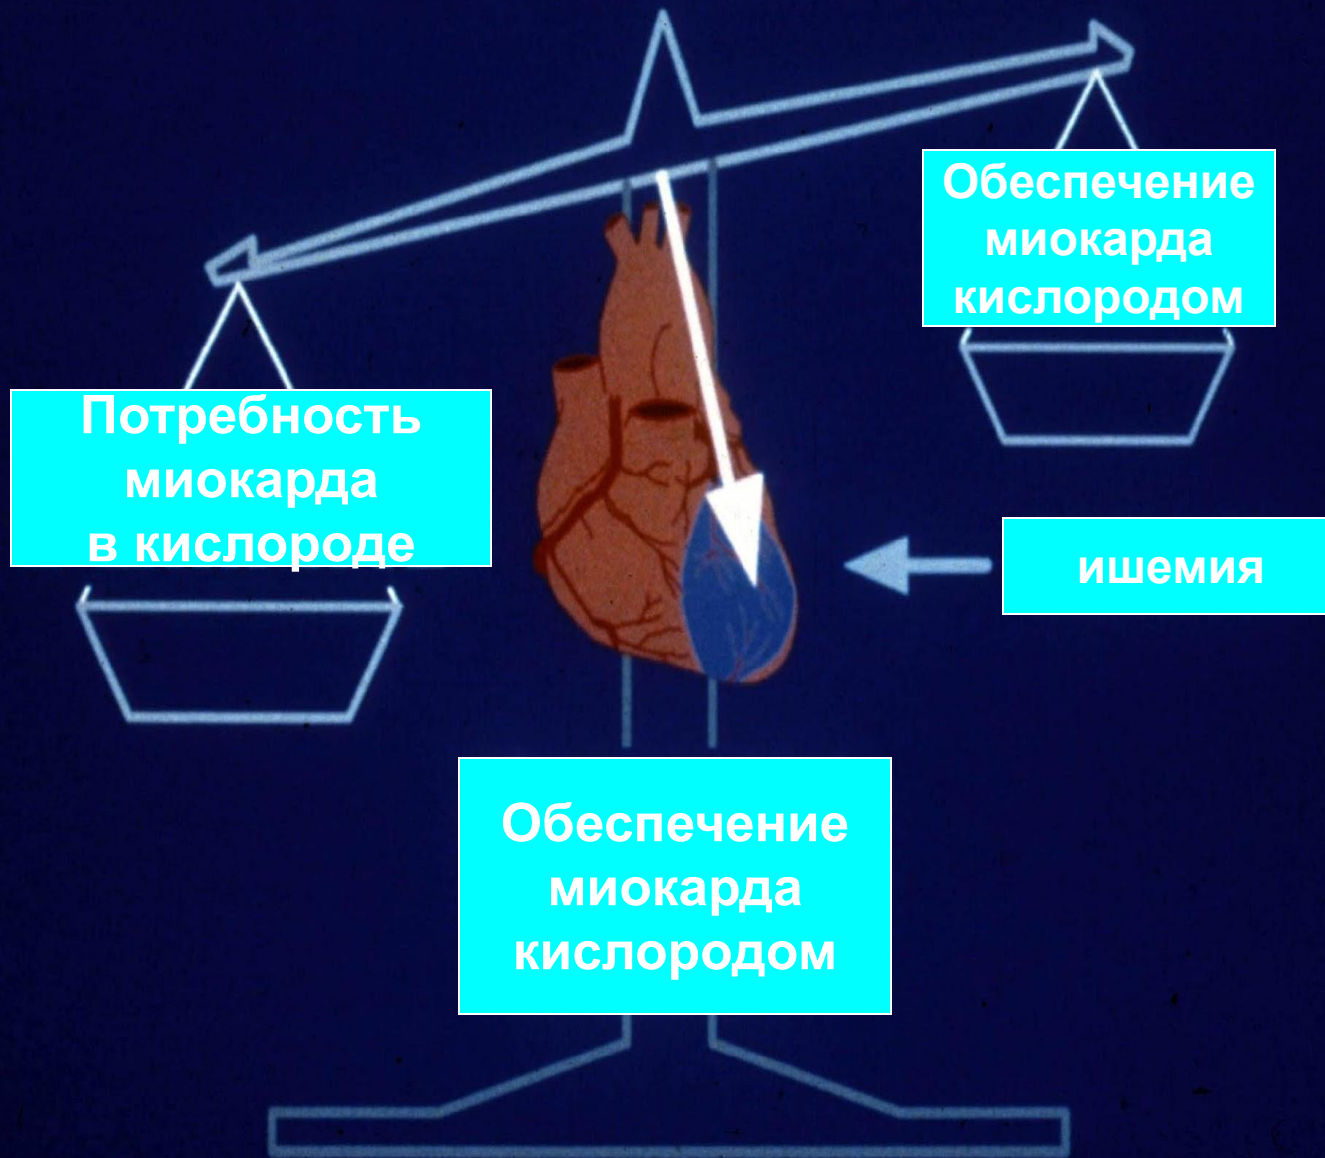 Обеспечение
миокарда
кислородом
Потребность
миокарда
в кислороде
ишемия
Обеспечение
миокарда
кислородом